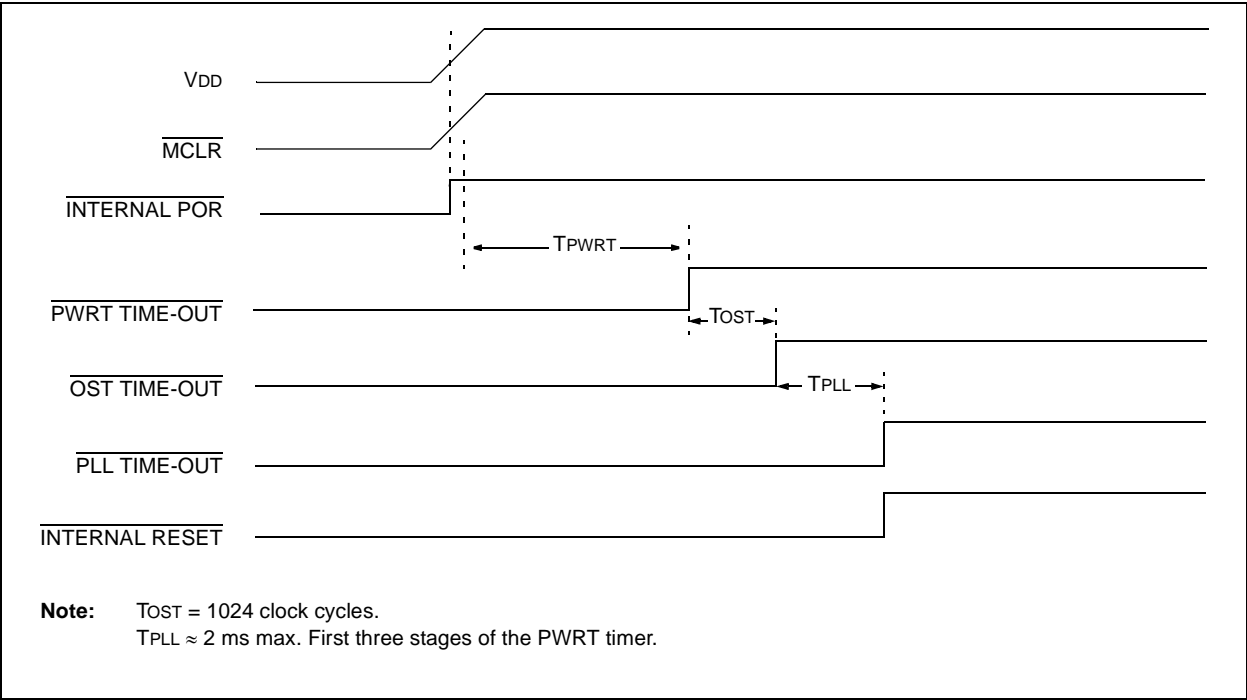 VDD
MCLR
INTERNAL POR
TPWRT
PWRT TIME-OUT
TOST
OST TIME-OUT
TPLL
PLL TIME-OUT
INTERNAL RESET
Note: TOST = 1024 clock cycles.
TPLL ≈ 2 ms max. First three stages of the PWRT timer.